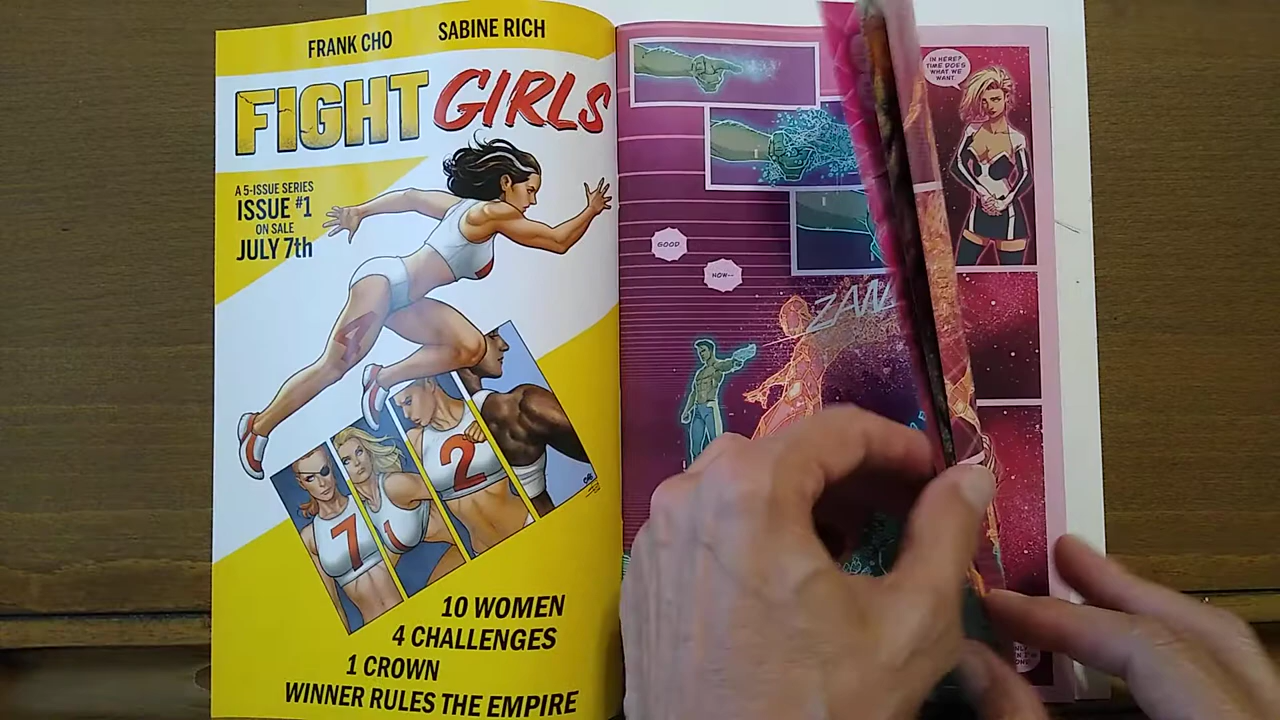 FRANK CHO
SABINE RICH
FIGHT GIRLS
A 5-ISSUE SERIES
ISSUE #1
ON SALE
JULY 7th
7
1
2
10 WOMEN
4 CHALLENGES
1 CROWN
WINNER RULES THE EMPIRE
GOOD
NOW--
IN HERE?
TIME DOES
WHAT WE
WANT.